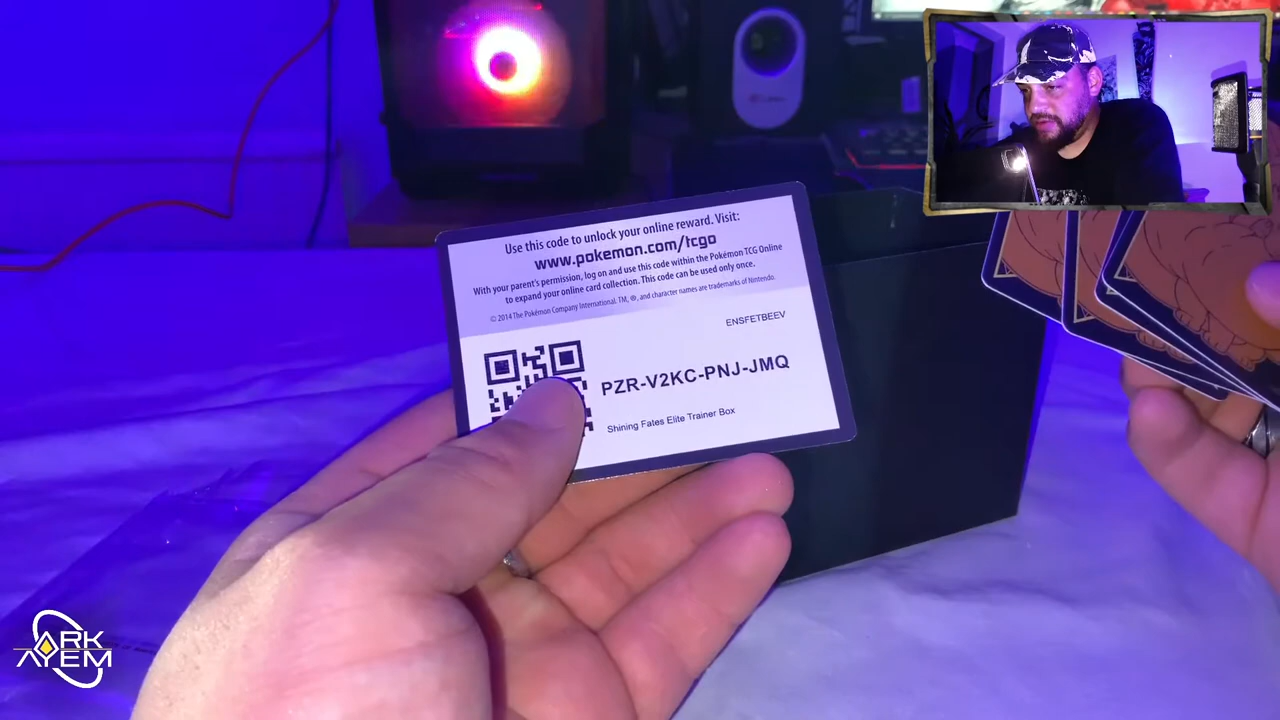 Use this code to unlock your online reward. Visit:
www.pokemon.com/tcgo
With your parent's permission, log on and use this code within the Pokémon TCG Online
to expand your online card collection. This code can be used only once.
© 2014 The Pokémon Company International. TM, ®, and character names are trademarks of Nintendo.
ENSFETBEEV
PZR-V2KC-PNJ-JMQ
Shining Fates Elite Trainer Box
ARK
AYEM